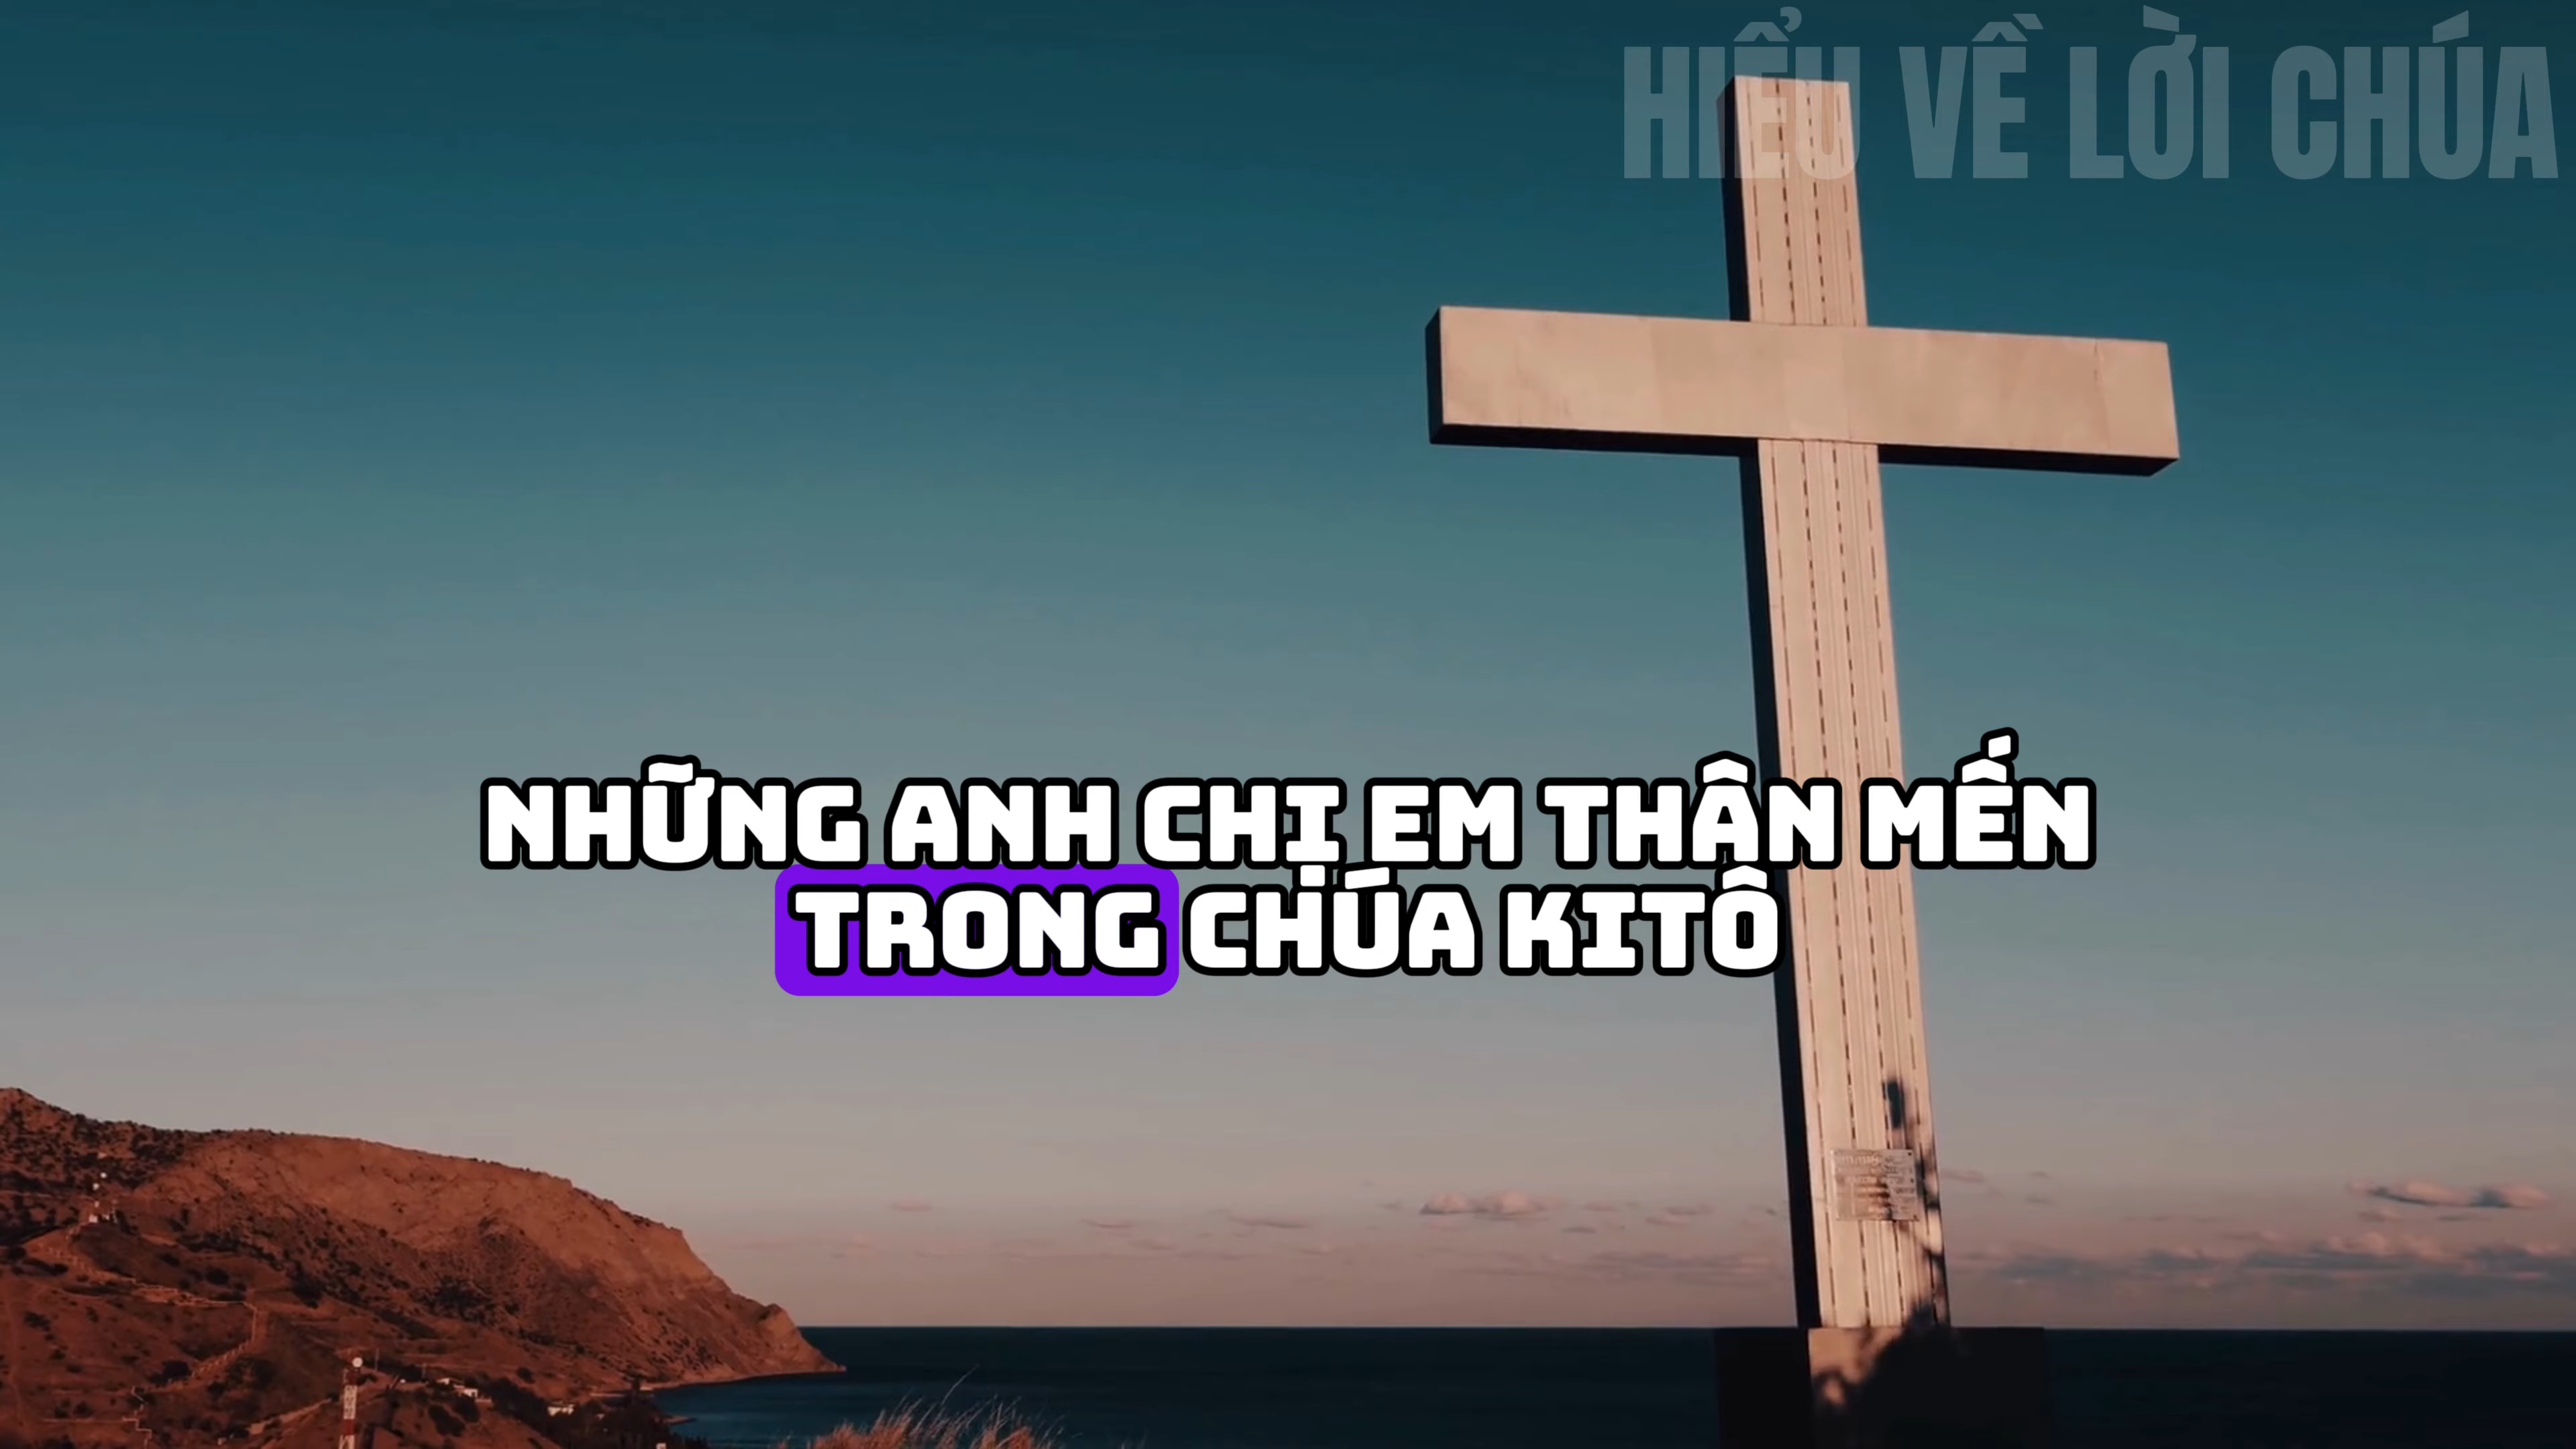 HIỂU VỀ LỜI CHÚA
NHỮNG ANH CHỊ EM THÂN MẾN
TRONG CHÚA KITÔ